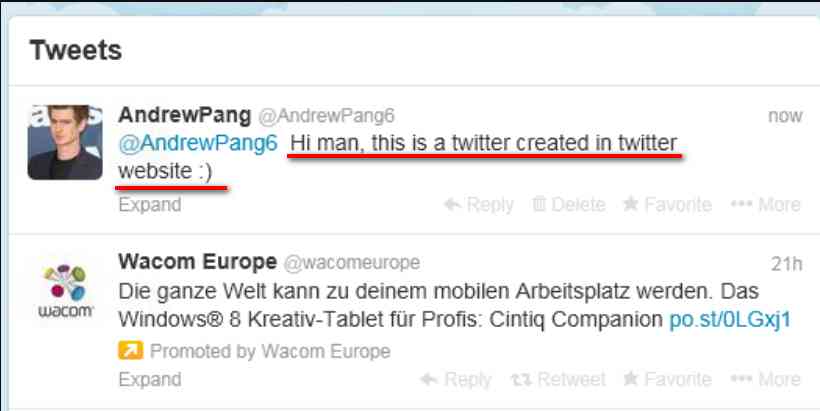 Tweets
AndrewPang @AndrewPang6 now
@AndrewPang6 Hi man, this is a twitter created in twitter
website :)
Expand Reply Delete Favorite More
Wacom Europe @wacomeurope 21h
Die ganze Welt kann zu deinem mobilen Arbeitsplatz werden. Das
Windows® 8 Kreativ-Tablet für Profis: Cintiq Companion po.st/0LGxj1
wacom
Promoted by Wacom Europe
Expand Reply Retweet Favorite More